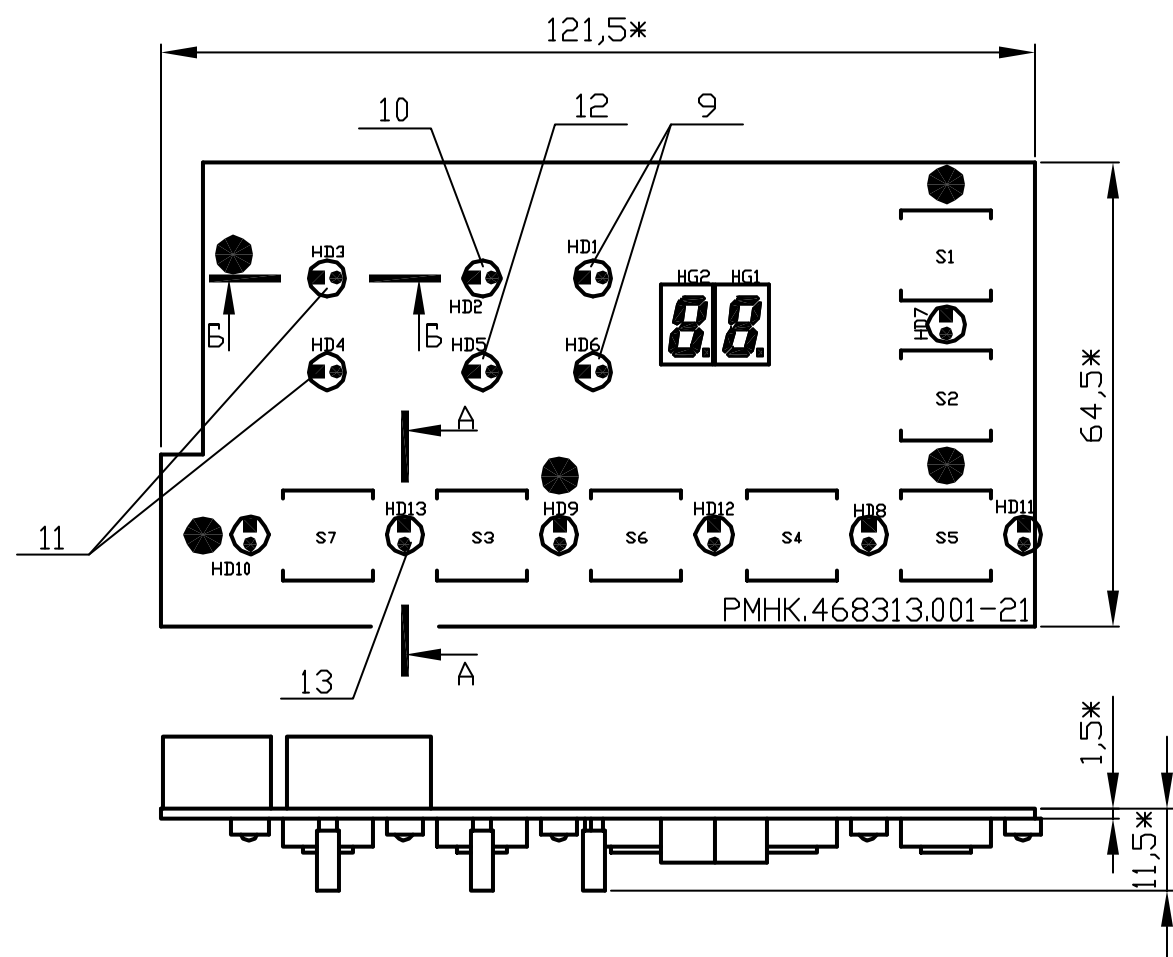 121,5*
10
12
9
HD3
HD1
HD2
HG2 HG1
S1
Б
Б
HD7
HD4
HD5
HD6
S2
64,5*
А
HD13
HD9
HD12
HD8
HD11
11
S7
S3
S6
S4
S5
HD10
РМНК.468313.001-21
А
13
1,5*
11,5*